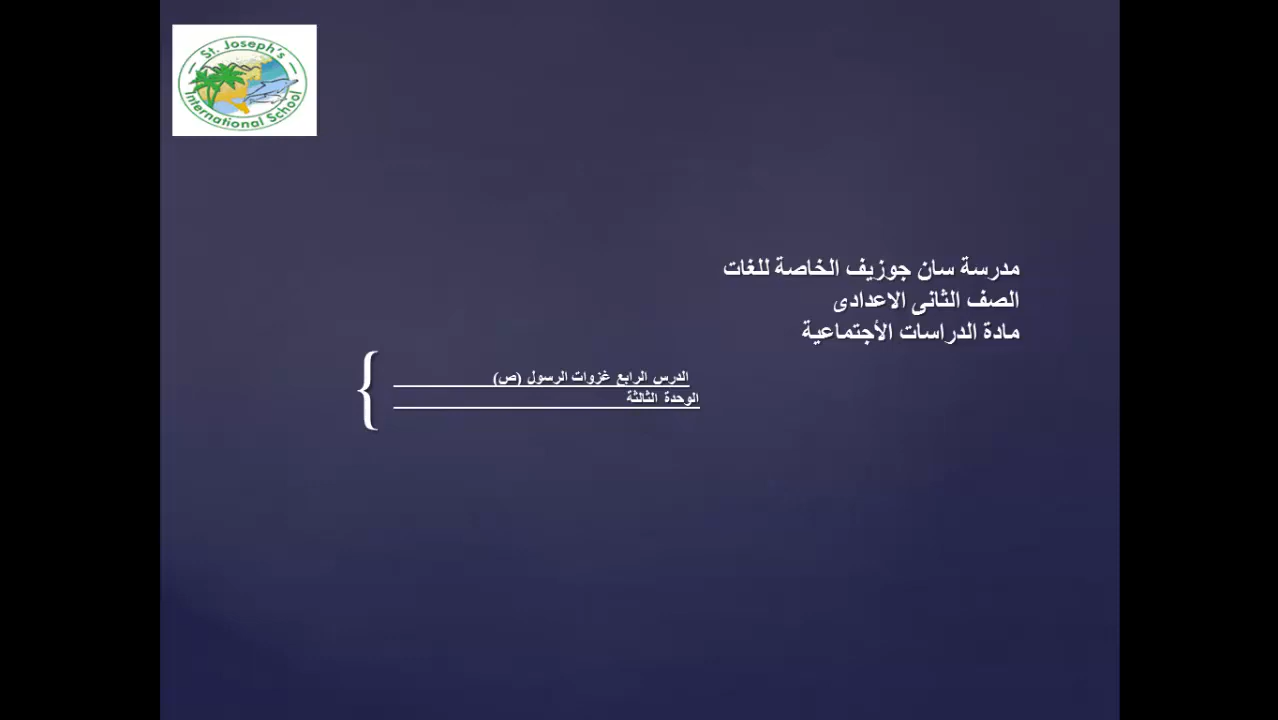 St. Joseph's
International School
مدرسة سان جوزيف الخاصة للغات
الصف الثانى الاعدادى
مادة الدراسات الأجتماعية
الدرس الرابع غزوات الرسول (ص)
الوحدة الثالثة